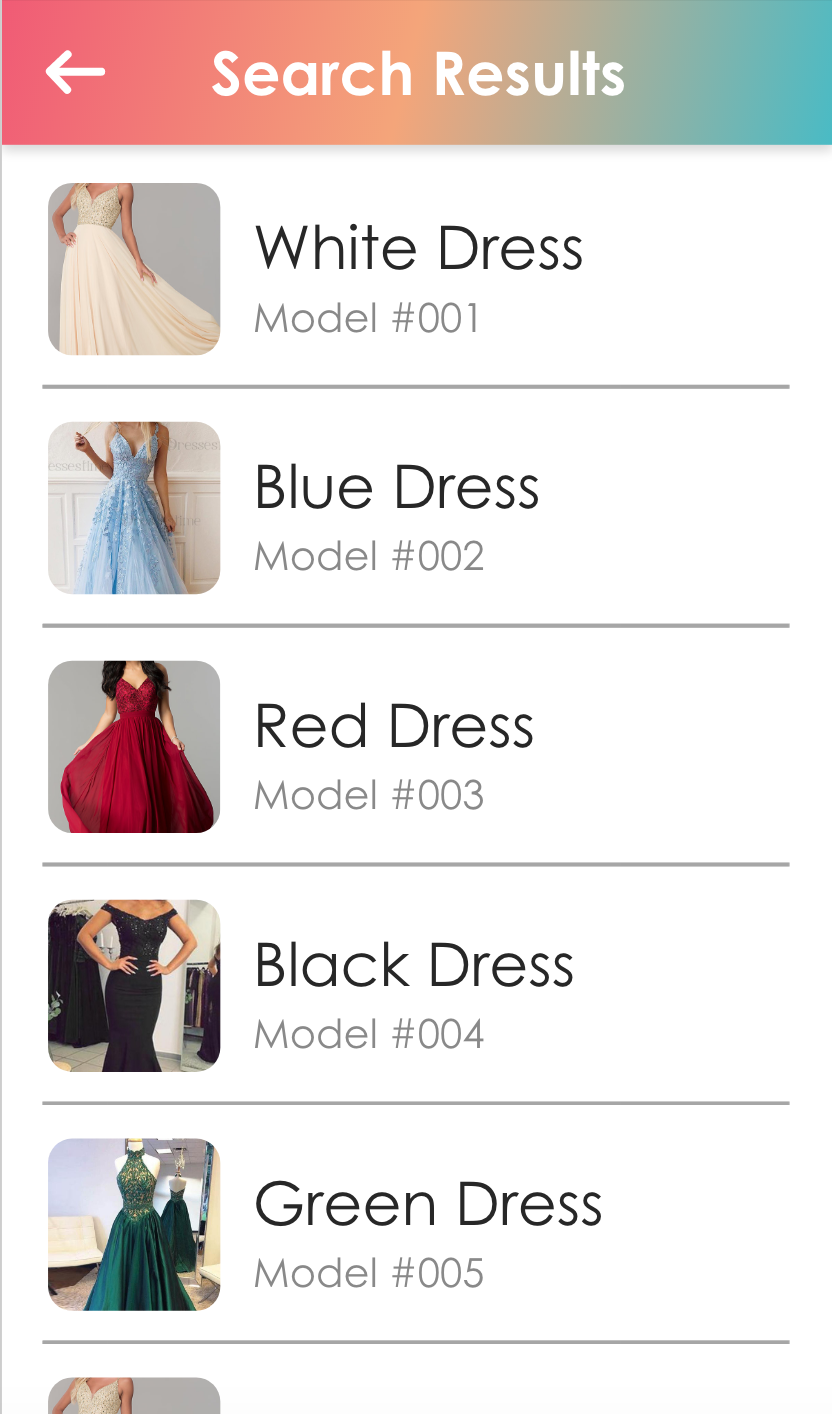 Search Results
White Dress
Model #001
Blue Dress
Model #002
Red Dress
Model #003
Black Dress
Model #004
Green Dress
Model #005